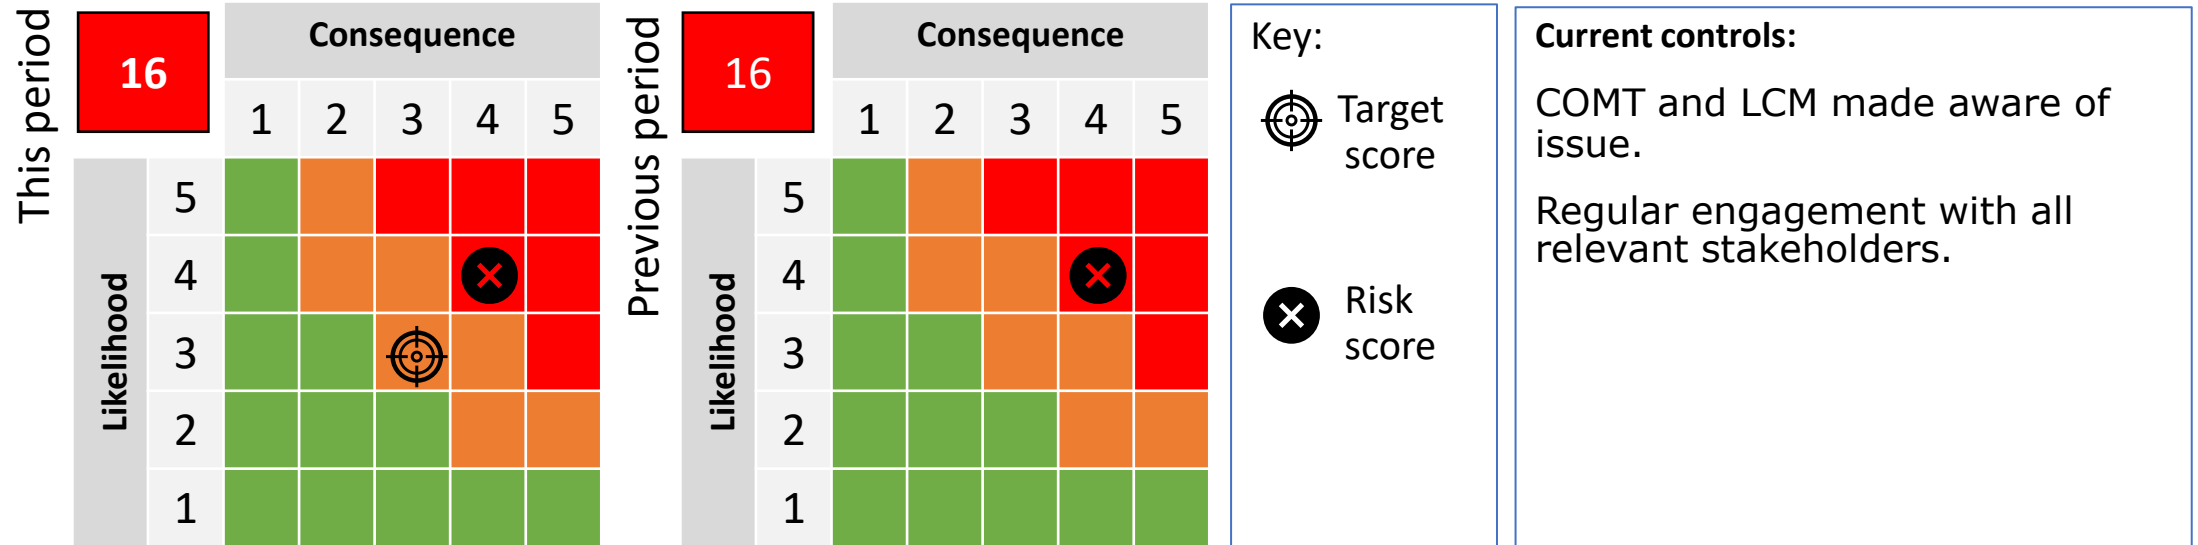 This period
16
Consequence
1 2 3 4 5
Likelihood
5
4
3
2
1
Previous period
16
Consequence
1 2 3 4 5
Likelihood
5
4
3
2
1
Key:
Target
score
Risk
score
Current controls:
COMT and LCM made aware of
issue.
Regular engagement with all
relevant stakeholders.